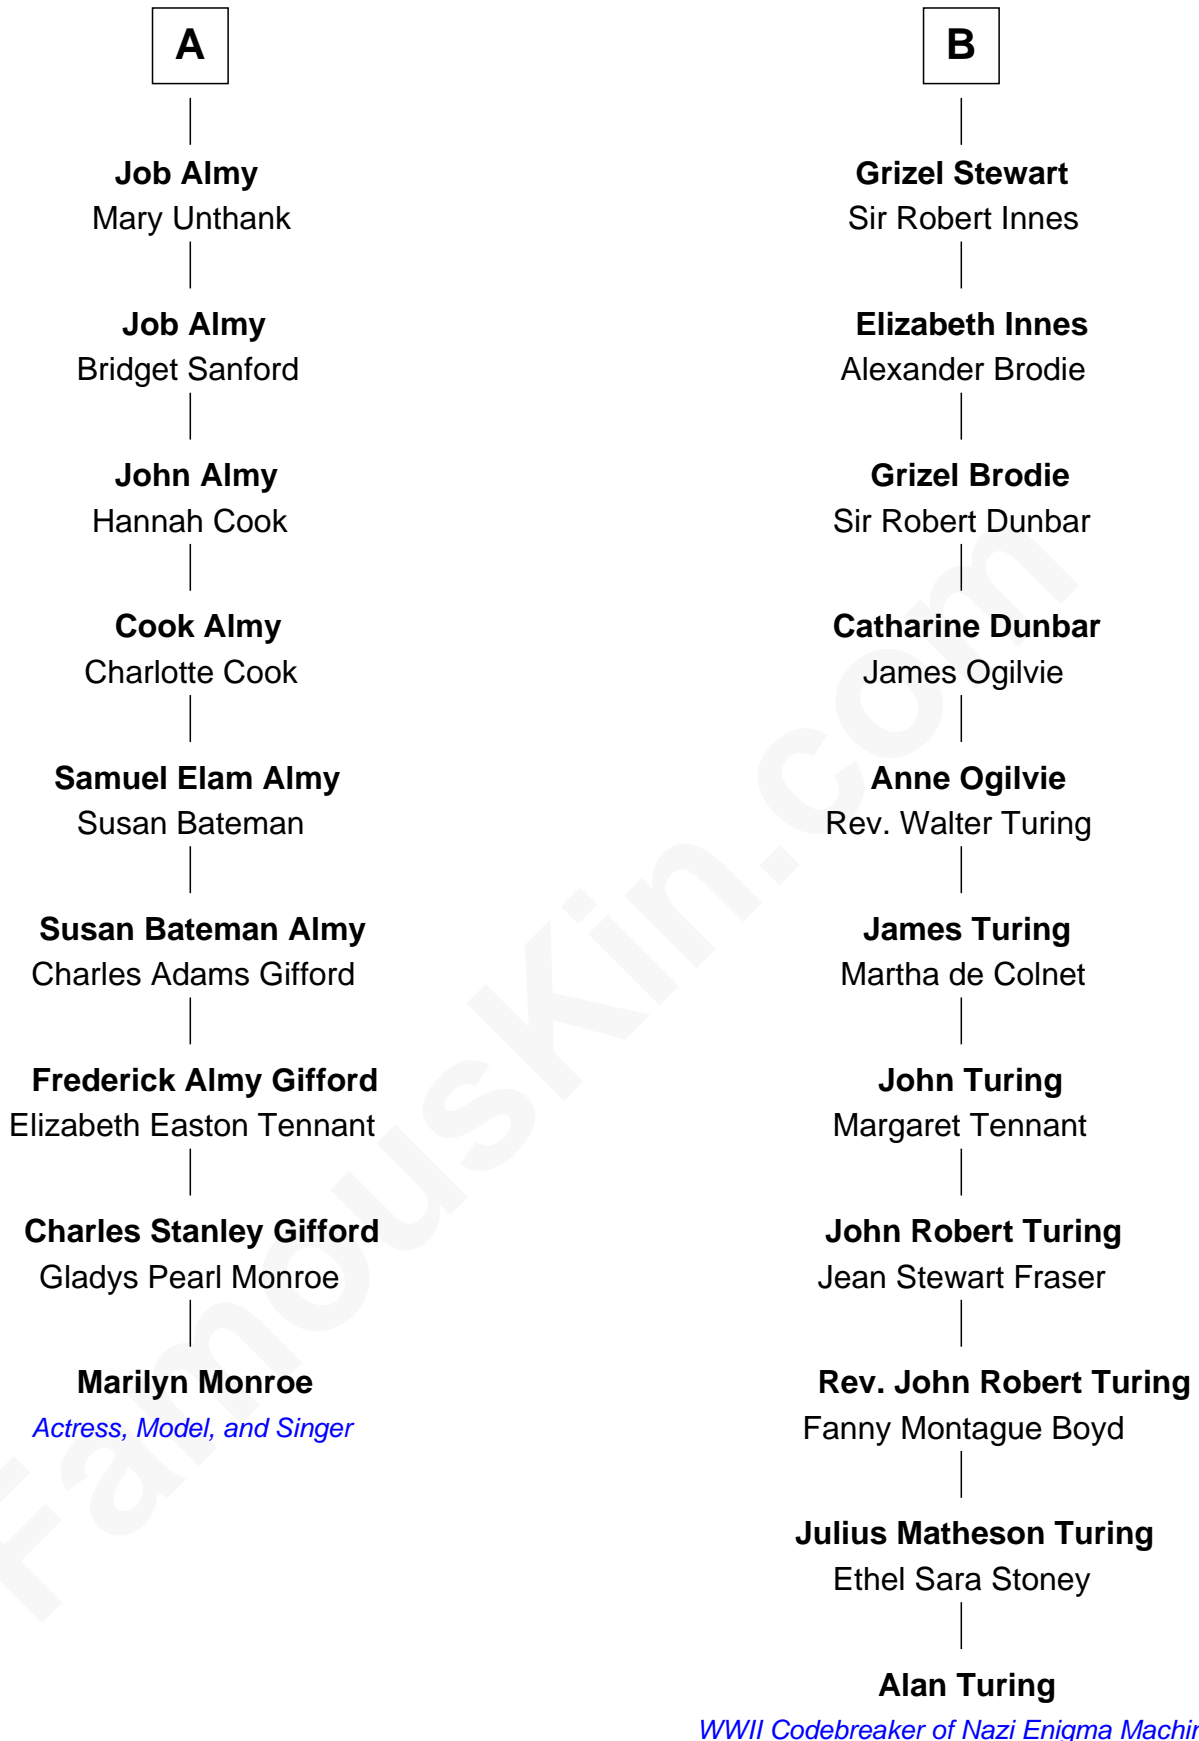 A
Job Almy
Mary Unthank
Job Almy
Bridget Sanford
John Almy
Hannah Cook
Cook Almy
Charlotte Cook
Samuel Elam Almy
Susan Bateman
Susan Bateman Almy
Charles Adams Gifford
Frederick Almy Gifford
Elizabeth Easton Tennant
Charles Stanley Gifford
Gladys Pearl Monroe
Marilyn Monroe
Actress, Model, and Singer
B
Grizel Stewart
Sir Robert Innes
Elizabeth Innes
Alexander Brodie
Grizel Brodie
Sir Robert Dunbar
Catharine Dunbar
James Ogilvie
Anne Ogilvie
Rev. Walter Turing
James Turing
Martha de Colnet
John Turing
Margaret Tennant
John Robert Turing
Jean Stewart Fraser
Rev. John Robert Turing
Fanny Montague Boyd
Julius Matheson Turing
Ethel Sara Stoney
Alan Turing
WWII Codebreaker of Nazi Enigma Machin
FamousKin.com